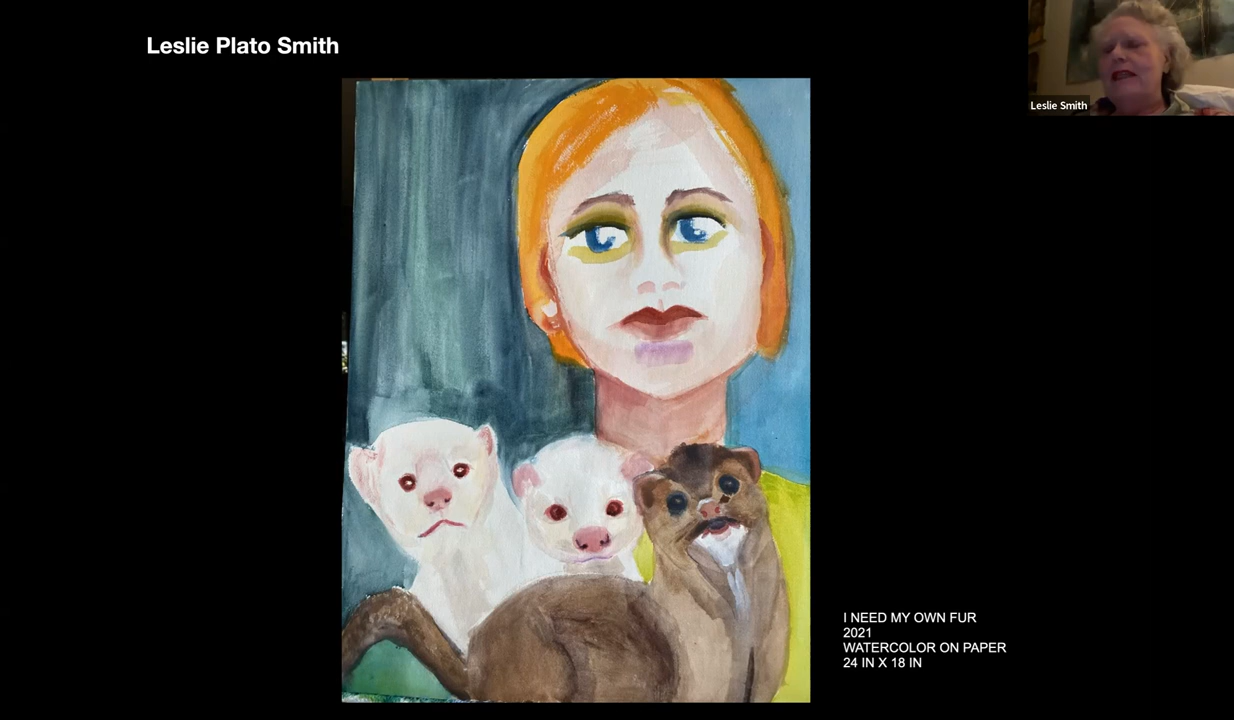 Leslie Plato Smith
Leslie Smith
I NEED MY OWN FUR
2021
WATERCOLOR ON PAPER
24 IN X 18 IN